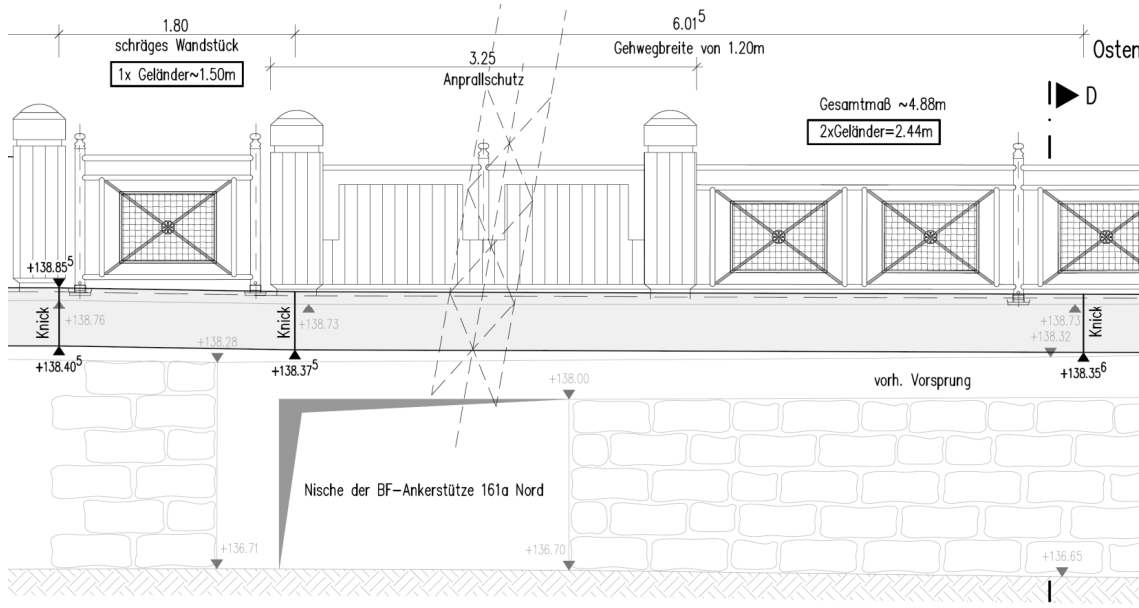 1.80
6.01⁵
schräges Wandstück
Gehwegbreite von 1.20m
Osten
1x Geländer~1.50m
3.25
Anprallschutz
Gesamtmaß ~4.88m
D
2xGeländer=2.44m
+138.85⁵
Knick
+138.76
Knick
+138.73
+138.73
Knick
+138.28
+138.32
+138.40⁵
+138.37⁵
+138.35⁶
+138.00
vorh. Vorsprung
Nische der BF-Ankerstütze 161a Nord
+136.71
+136.70
+136.65